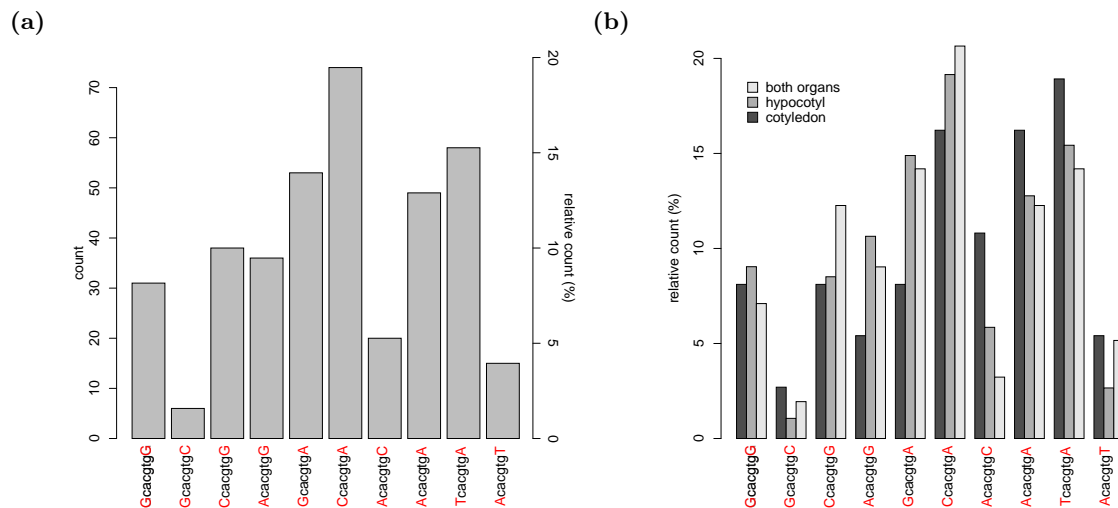 (a)
count
0
10
20
30
40
50
60
70
relative count (%)
0
5
10
15
20
GcacgtgG
GcacgtgC
CcacgtgG
AcacgtgG
GcacgtgA
CcacgtgA
AcacgtgC
AcacgtgA
TcacgtgA
AcacgtgT
(b)
relative count (%)
0
5
10
15
20
both organs
hypocotyl
cotyledon
GcacgtgG
GcacgtgC
CcacgtgG
AcacgtgG
GcacgtgA
CcacgtgA
AcacgtgC
AcacgtgA
TcacgtgA
AcacgtgT